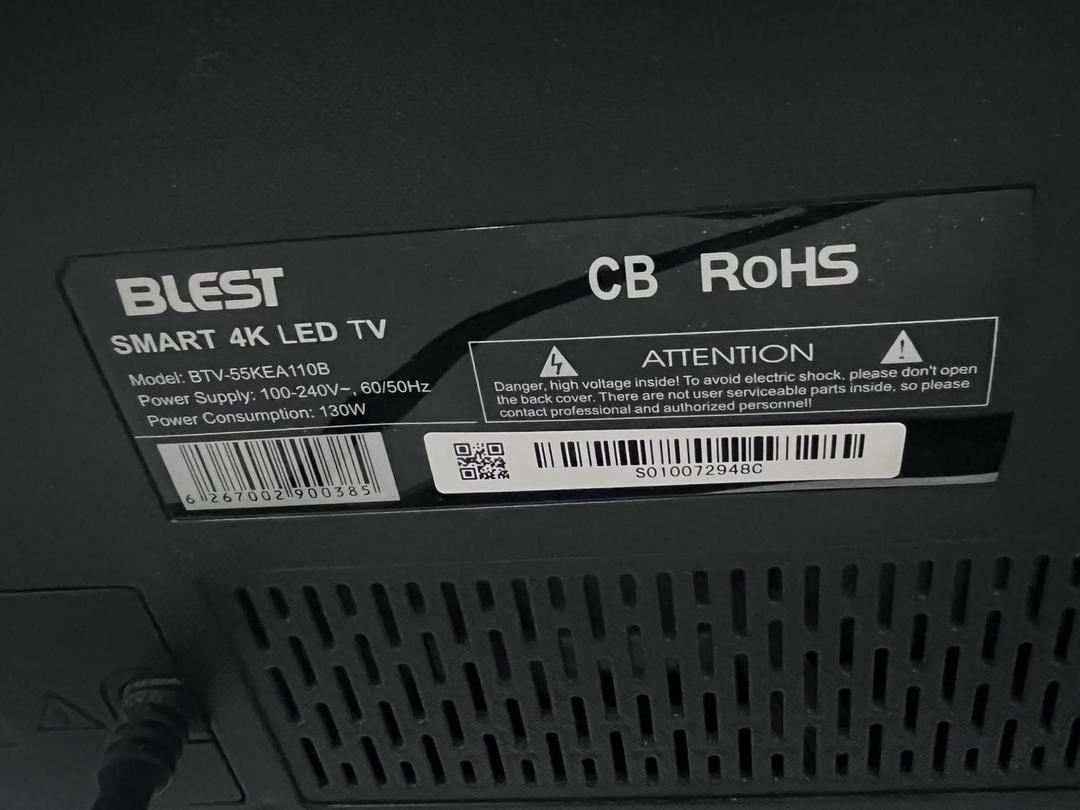 BLEST
SMART 4K LED TV
Model: BTV-55KEA110B
Power Supply: 100-240V~, 60/50Hz
Power Consumption: 130W
6 267002 900385
CB RoHS
ATTENTION
Danger, high voltage inside! To avoid electric shock, please don't open
the back cover. There are not user serviceable parts inside, so please
contact professional and authorized personnel!
S010072948C